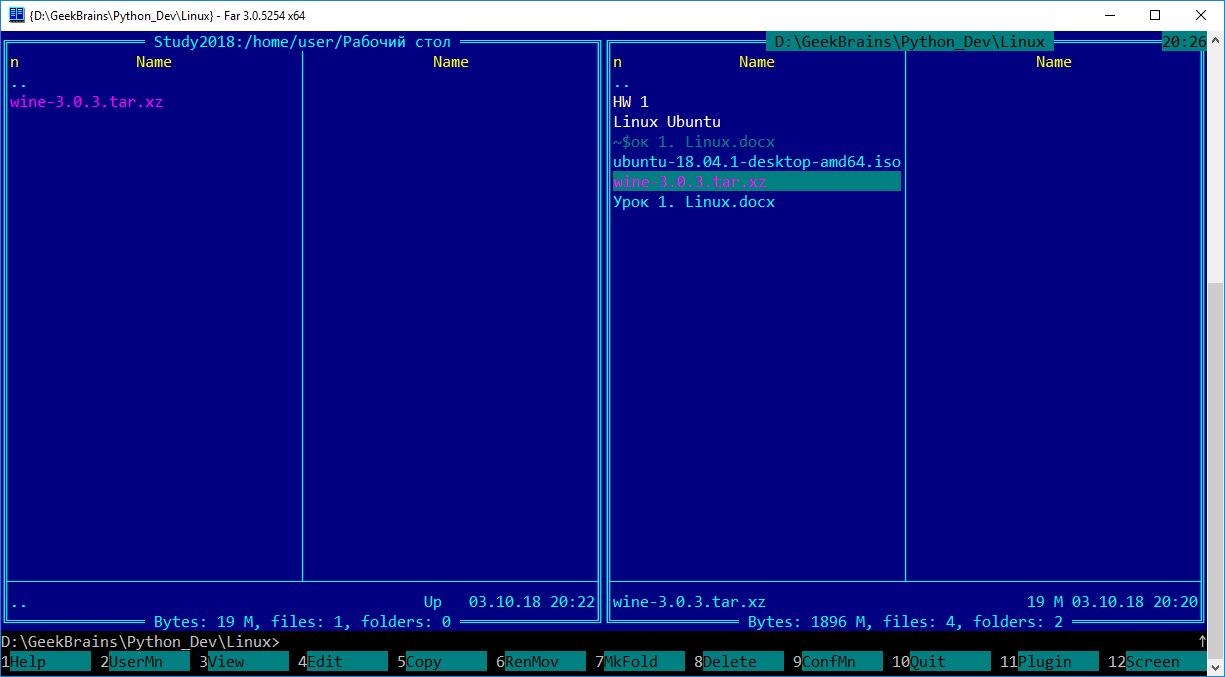 {D:\GeekBrains\Python_Dev\Linux} - Far 3.0.5254 x64
Study2018:/home/user/Рабочий стол
n Name Name
..
wine-3.0.3.tar.xz
.. Up 03.10.18 20:22
Bytes: 19 M, files: 1, folders: 0
D:\GeekBrains\Python_Dev\Linux 20:26
n Name Name
..
HW 1
Linux Ubuntu
~$ок 1. Linux.docx
ubuntu-18.04.1-desktop-amd64.iso
wine-3.0.3.tar.xz
Урок 1. Linux.docx
wine-3.0.3.tar.xz 19 M 03.10.18 20:20
Bytes: 1896 M, files: 4, folders: 2
D:\GeekBrains\Python_Dev\Linux> ↑
1Help 2UserMn 3View 4Edit 5Copy 6RenMov 7MkFold 8Delete 9ConfMn 10Quit 11Plugin 12Screen